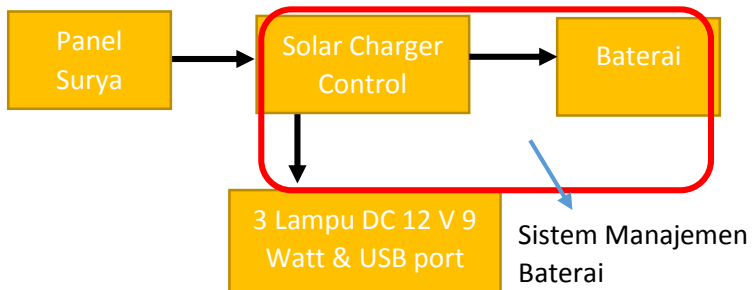 Panel
Surya
Solar Charger
Control
Baterai
3 Lampu DC 12 V 9
Watt & USB port
Sistem Manajemen
Baterai